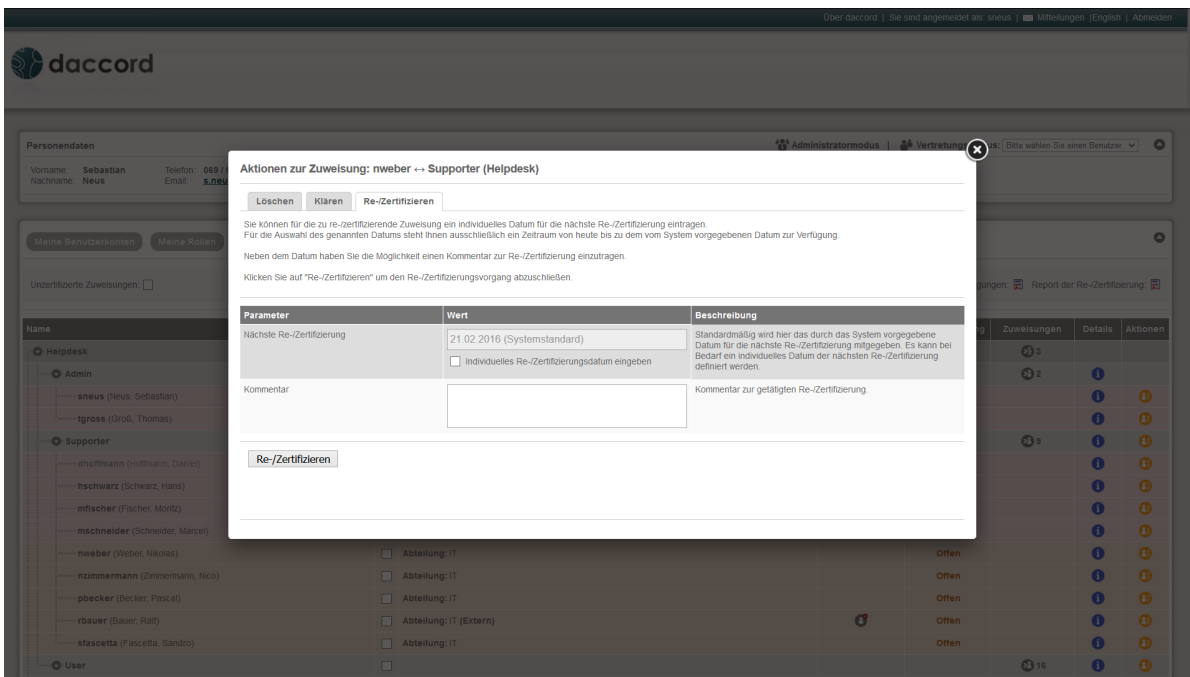 Über daccord | Sie sind angemeldet als: sneus | Mitteilungen |English | Abmelden
daccord
Personendaten
Administratormodus |
Bitte wählen Sie einen Benutzer
Vorname: Sebastian
Telefon: 069 /
Nachname: Neus
Email: s.neu
Aktionen zur Zuweisung: nweber ↔ Supporter (Helpdesk)
Löschen Klären Re-/Zertifizieren
Sie können für die zu re-/zertifizierende Zuweisung ein individuelles Datum für die nächste Re-/Zertifizierung eintragen.
Für die Auswahl des genannten Datums steht Ihnen ausschließlich ein Zeitraum von heute bis zu dem vom System vorgegebenen Datum zur Verfügung.
Neben dem Datum haben Sie die Möglichkeit einen Kommentar zur Re-/Zertifizierung einzutragen.
Klicken Sie auf "Re-/Zertifizieren" um den Re-/Zertifizierungsvorgang abzuschließen.
Meine Benutzerkonten Meine Rollen
Unzertifizierte Zuweisungen:
Report der Re-/Zertifizierung:
Parameter Wert Beschreibung
Nächste Re-/Zertifizierung
21.02.2016 (Systemstandard)
Individuelles Re-/Zertifizierungsdatum eingeben
Standardmäßig wird hier das durch das System vorgegebene
Datum für die nächste Re-/Zertifizierung mitgegeben. Es kann bei
Bedarf ein individuelles Datum der nächsten Re-/Zertifizierung
definiert werden.
Kommentar
Kommentar zur getätigten Re-/Zertifizierung.
Re-/Zertifizieren
Name Zuweisungen Details Aktionen
Helpdesk 3
Admin 2
sneus (Neus, Sebastian)
tgross (Groß, Thomas)
Supporter 9
dhoffmann (Hoffmann, Daniel)
hschwarz (Schwarz, Hans)
mfischer (Fischer, Moritz)
mschneider (Schneider, Marcel)
nweber (Weber, Nikolas) Abteilung: IT Offen
nzimmermann (Zimmermann, Nico) Abteilung: IT Offen
pbecker (Becker, Pascal) Abteilung: IT Offen
rbauer (Bauer, Ralf) Abteilung: IT (Extern) Offen
sfascetta (Fascetta, Sandro) Abteilung: IT Offen
User 16